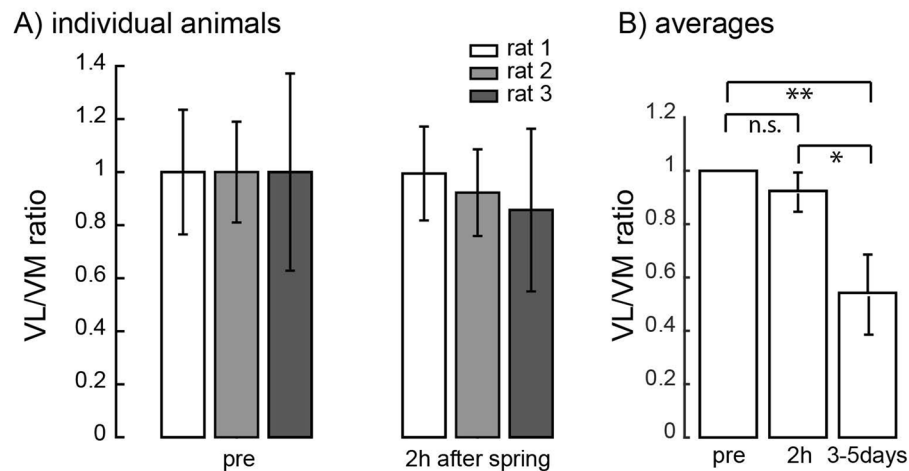 A) individual animals
rat 1
rat 2
rat 3
VL/VM ratio
1.4
1.2
1
0.8
0.6
0.4
0.2
0
pre
2h after spring
B) averages
**
n.s.
*
VL/VM ratio
1.2
1
0.8
0.6
0.4
0.2
0
pre 2h 3-5days